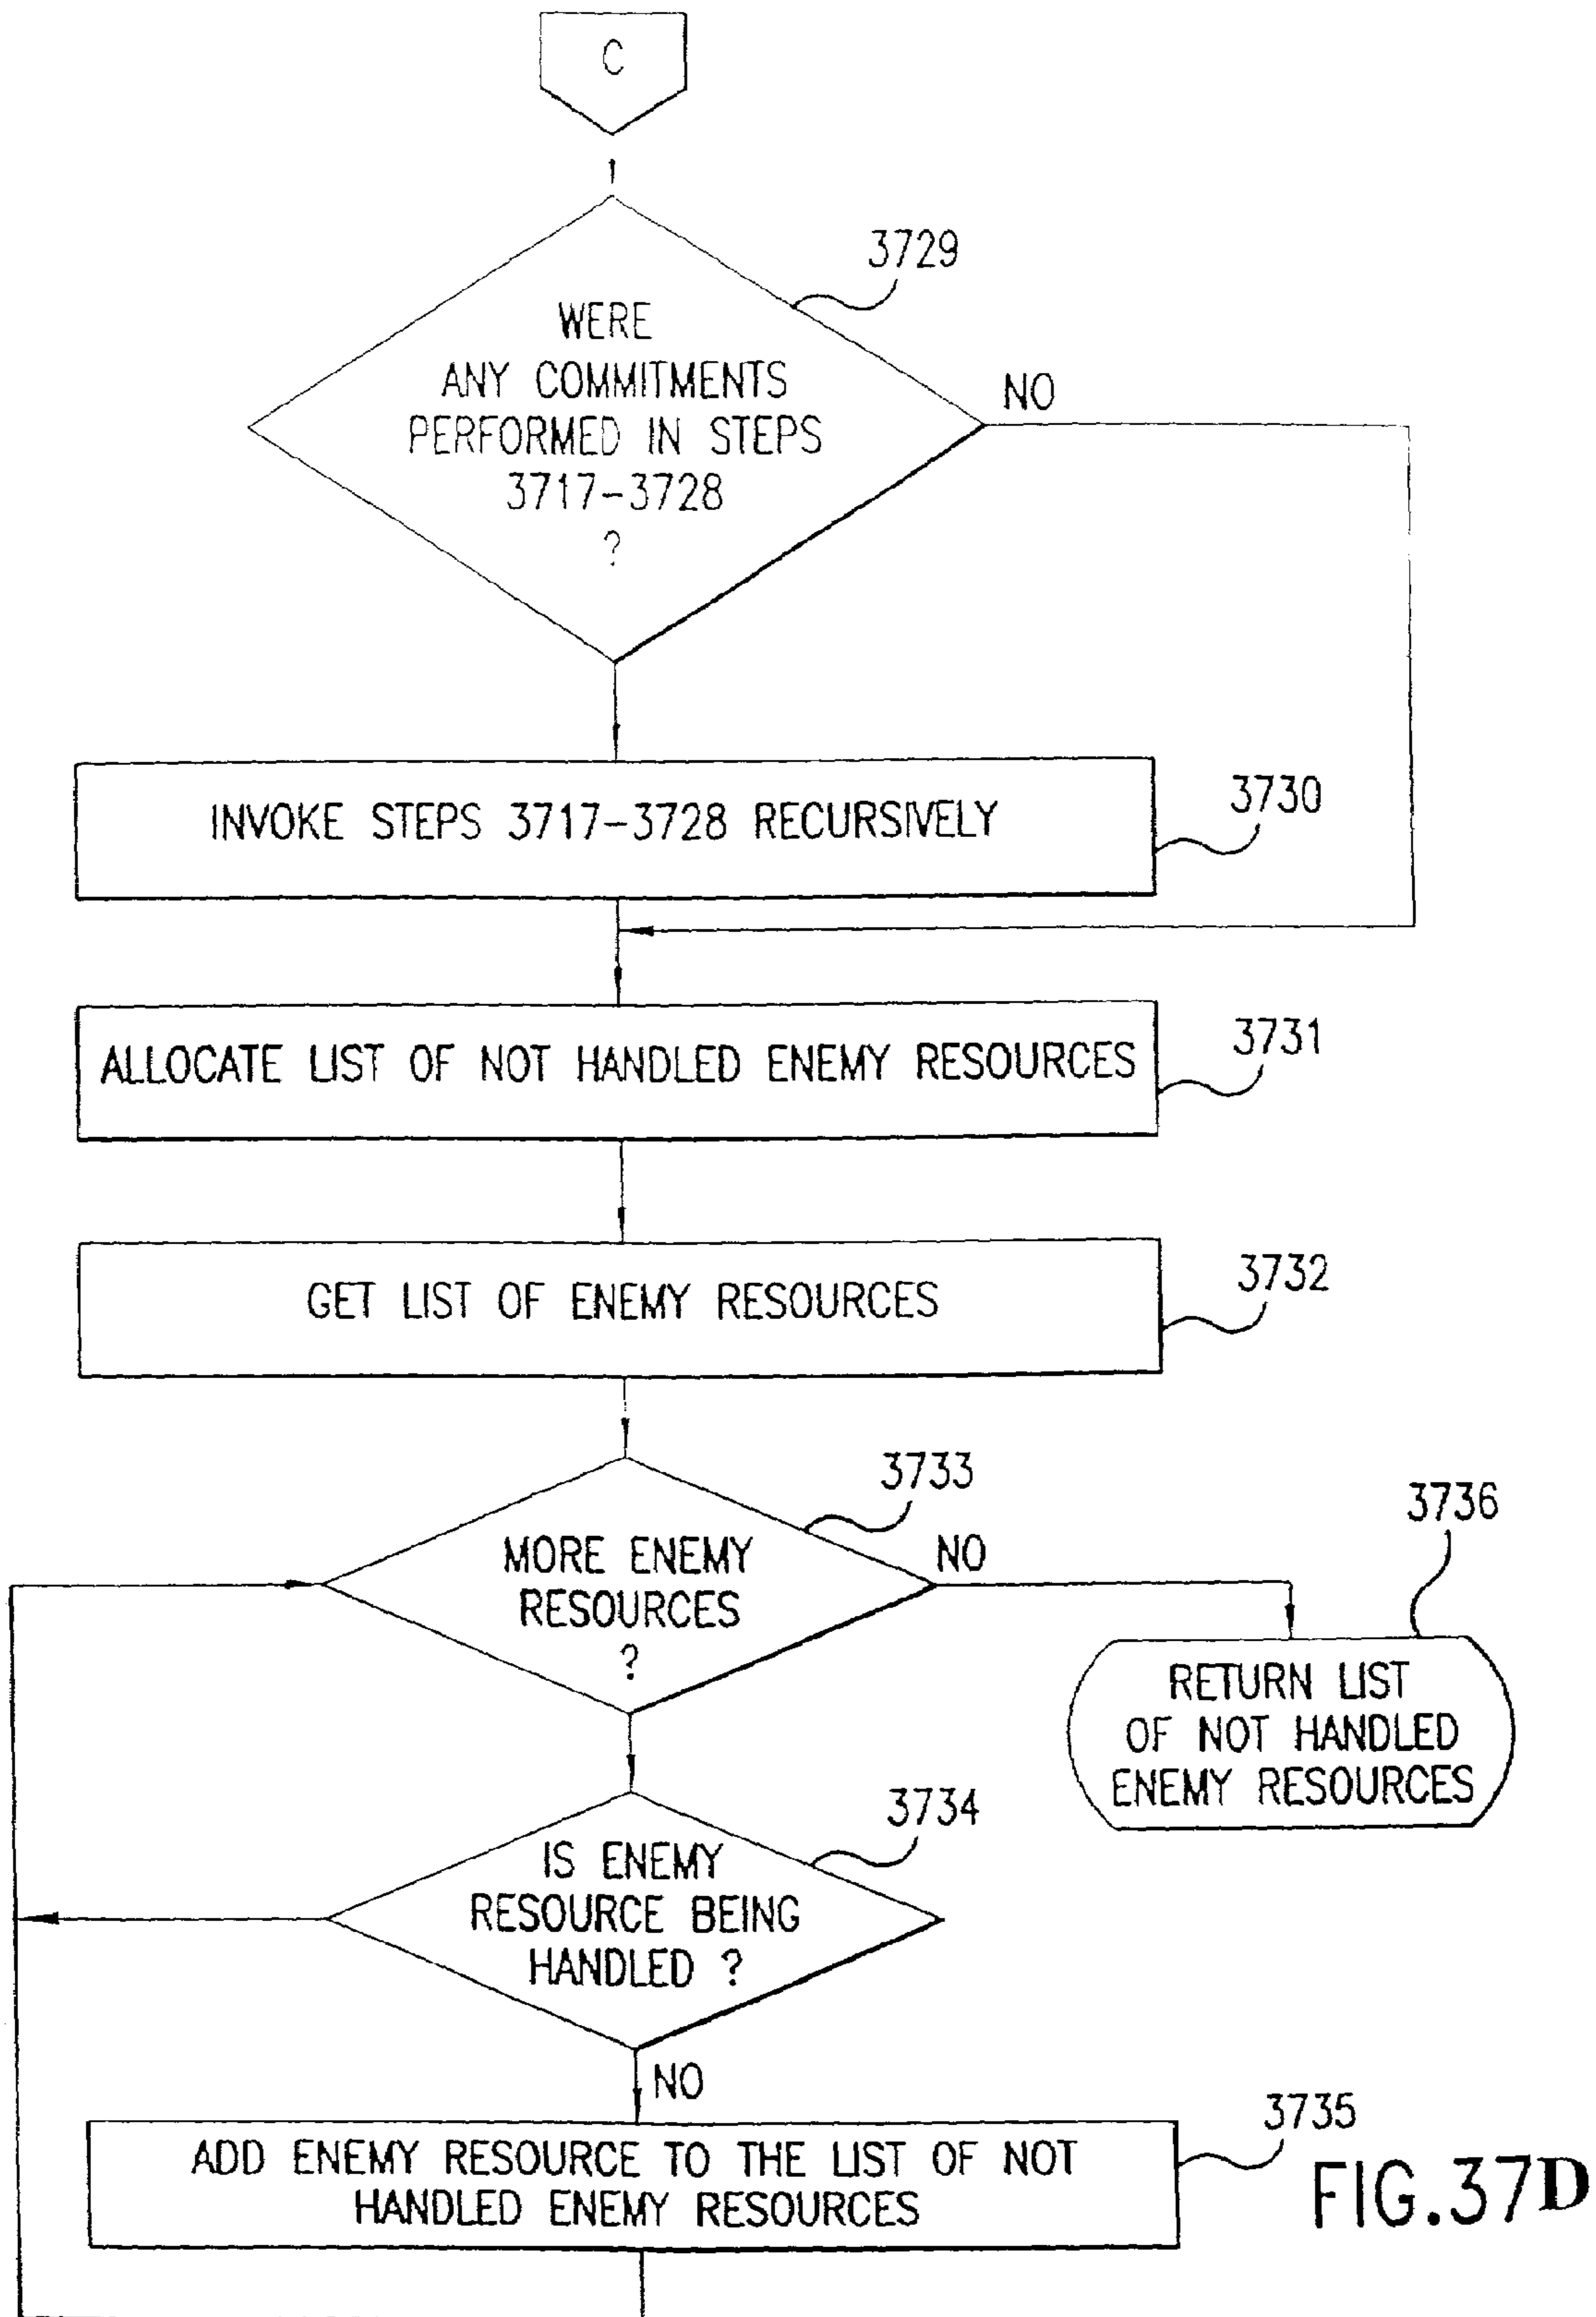 C
3729
WERE
ANY COMMITMENTS
PERFORMED IN STEPS
3717-3728
?
NO
INVOKE STEPS 3717-3728 RECURSIVELY
3730
ALLOCATE LIST OF NOT HANDLED ENEMY RESOURCES
3731
GET LIST OF ENEMY RESOURCES
3732
3733
MORE ENEMY
RESOURCES
?
NO
3736
RETURN LIST
OF NOT HANDLED
ENEMY RESOURCES
3734
IS ENEMY
RESOURCE BEING
HANDLED ?
NO
3735
ADD ENEMY RESOURCE TO THE LIST OF NOT
HANDLED ENEMY RESOURCES
FIG.37D